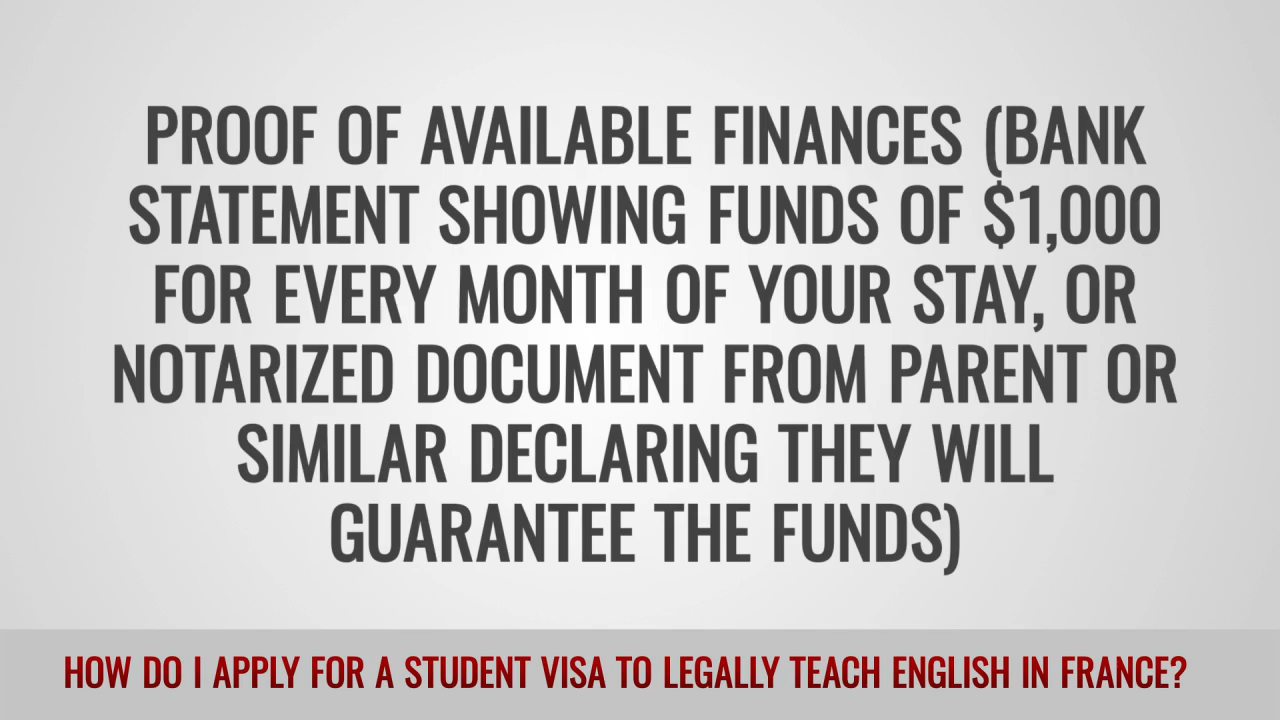 PROOF OF AVAILABLE FINANCES (BANK
STATEMENT SHOWING FUNDS OF $1,000
FOR EVERY MONTH OF YOUR STAY, OR
NOTARIZED DOCUMENT FROM PARENT OR
SIMILAR DECLARING THEY WILL
GUARANTEE THE FUNDS)
HOW DO I APPLY FOR A STUDENT VISA TO LEGALLY TEACH ENGLISH IN FRANCE?